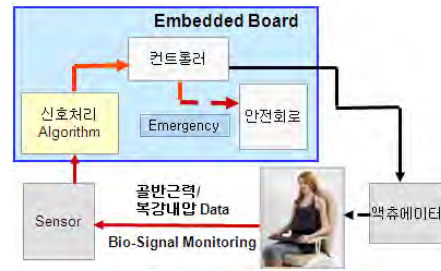 Embedded Board
컨트롤러
신호처리
Algorithm
Emergency
안전회로
골반근력/
복강내압 Data
Bio-Signal Monitoring
Sensor
액츄에이터